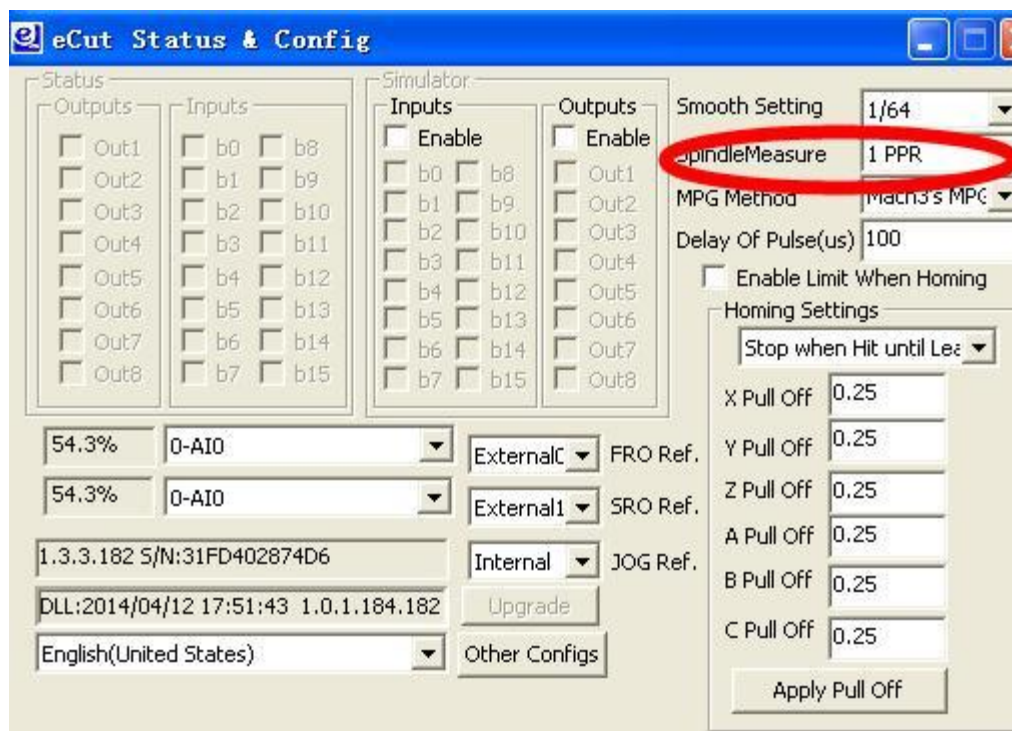 eCut Status & Config
Status
Outputs
Inputs
Out1 b0 b8
Out2 b1 b9
Out3 b2 b10
Out4 b3 b11
Out5 b4 b12
Out6 b5 b13
Out7 b6 b14
Out8 b7 b15
Simulator
Inputs
Outputs
Enable
Enable
b0 b8 Out1
b1 b9 Out2
b2 b10 Out3
b3 b11 Out4
b4 b12 Out5
b5 b13 Out6
b6 b14 Out7
b7 b15 Out8
Smooth Setting 1/64
SpindleMeasure 1 PPR
MPG Method Mach3's MPG
Delay Of Pulse(us) 100
Enable Limit When Homing
Homing Settings
Stop when Hit until Lea
X Pull Off 0.25
Y Pull Off 0.25
Z Pull Off 0.25
A Pull Off 0.25
B Pull Off 0.25
C Pull Off 0.25
Apply Pull Off
54.3% 0-AI0 External0 FRO Ref.
54.3% 0-AI0 External1 SRO Ref.
1.3.3.182 S/N:31FD402874D6 Internal JOG Ref.
DLL:2014/04/12 17:51:43 1.0.1.184.182 Upgrade
English(United States) Other Configs